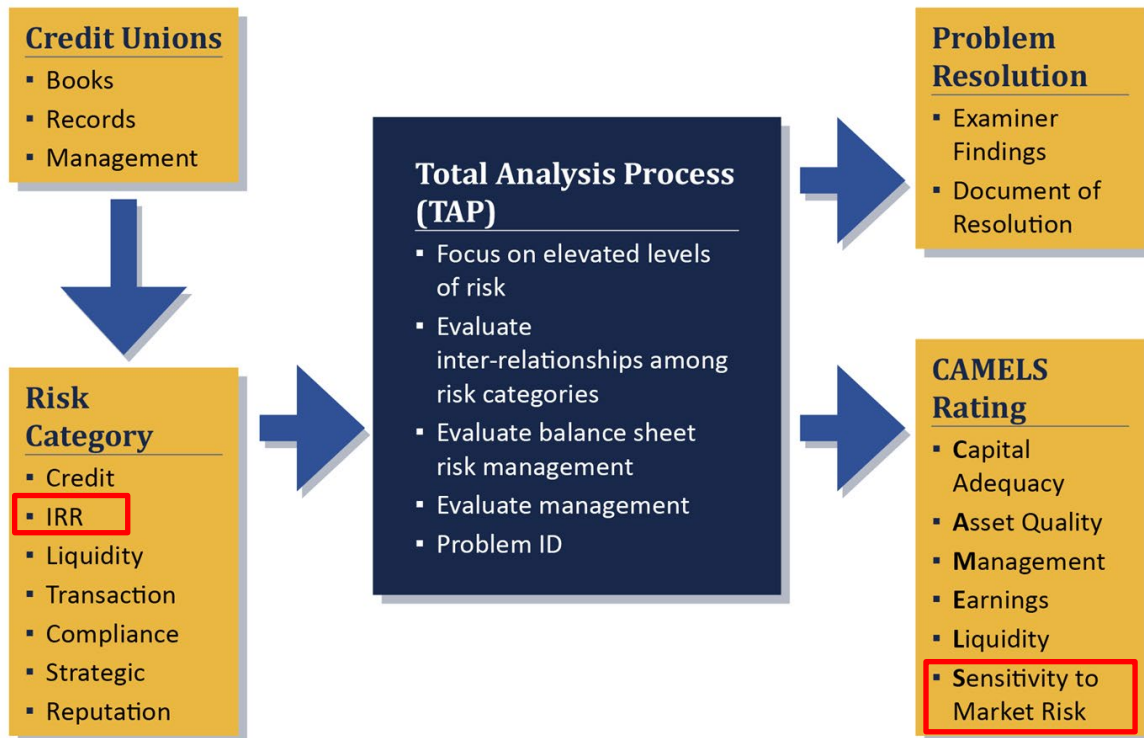 Credit Unions
▪ Books
▪ Records
▪ Management
Risk
Category
▪ Credit
▪ IRR
▪ Liquidity
▪ Transaction
▪ Compliance
▪ Strategic
▪ Reputation
Total Analysis Process
(TAP)
▪ Focus on elevated levels
of risk
▪ Evaluate
inter-relationships among
risk categories
▪ Evaluate balance sheet
risk management
▪ Evaluate management
▪ Problem ID
Problem
Resolution
▪ Examiner
Findings
▪ Document of
Resolution
CAMELS
Rating
▪ Capital
Adequacy
▪ Asset Quality
▪ Management
▪ Earnings
▪ Liquidity
▪ Sensitivity to
Market Risk